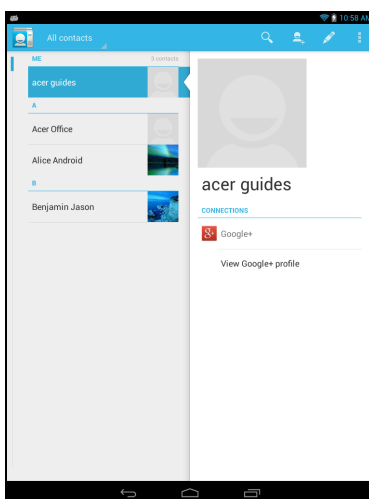 10:58 AM
All contacts
ME
3 contacts
acer guides
A
Acer Office
Alice Android
B
Benjamin Jason
acer guides
CONNECTIONS
Google+
View Google+ profile